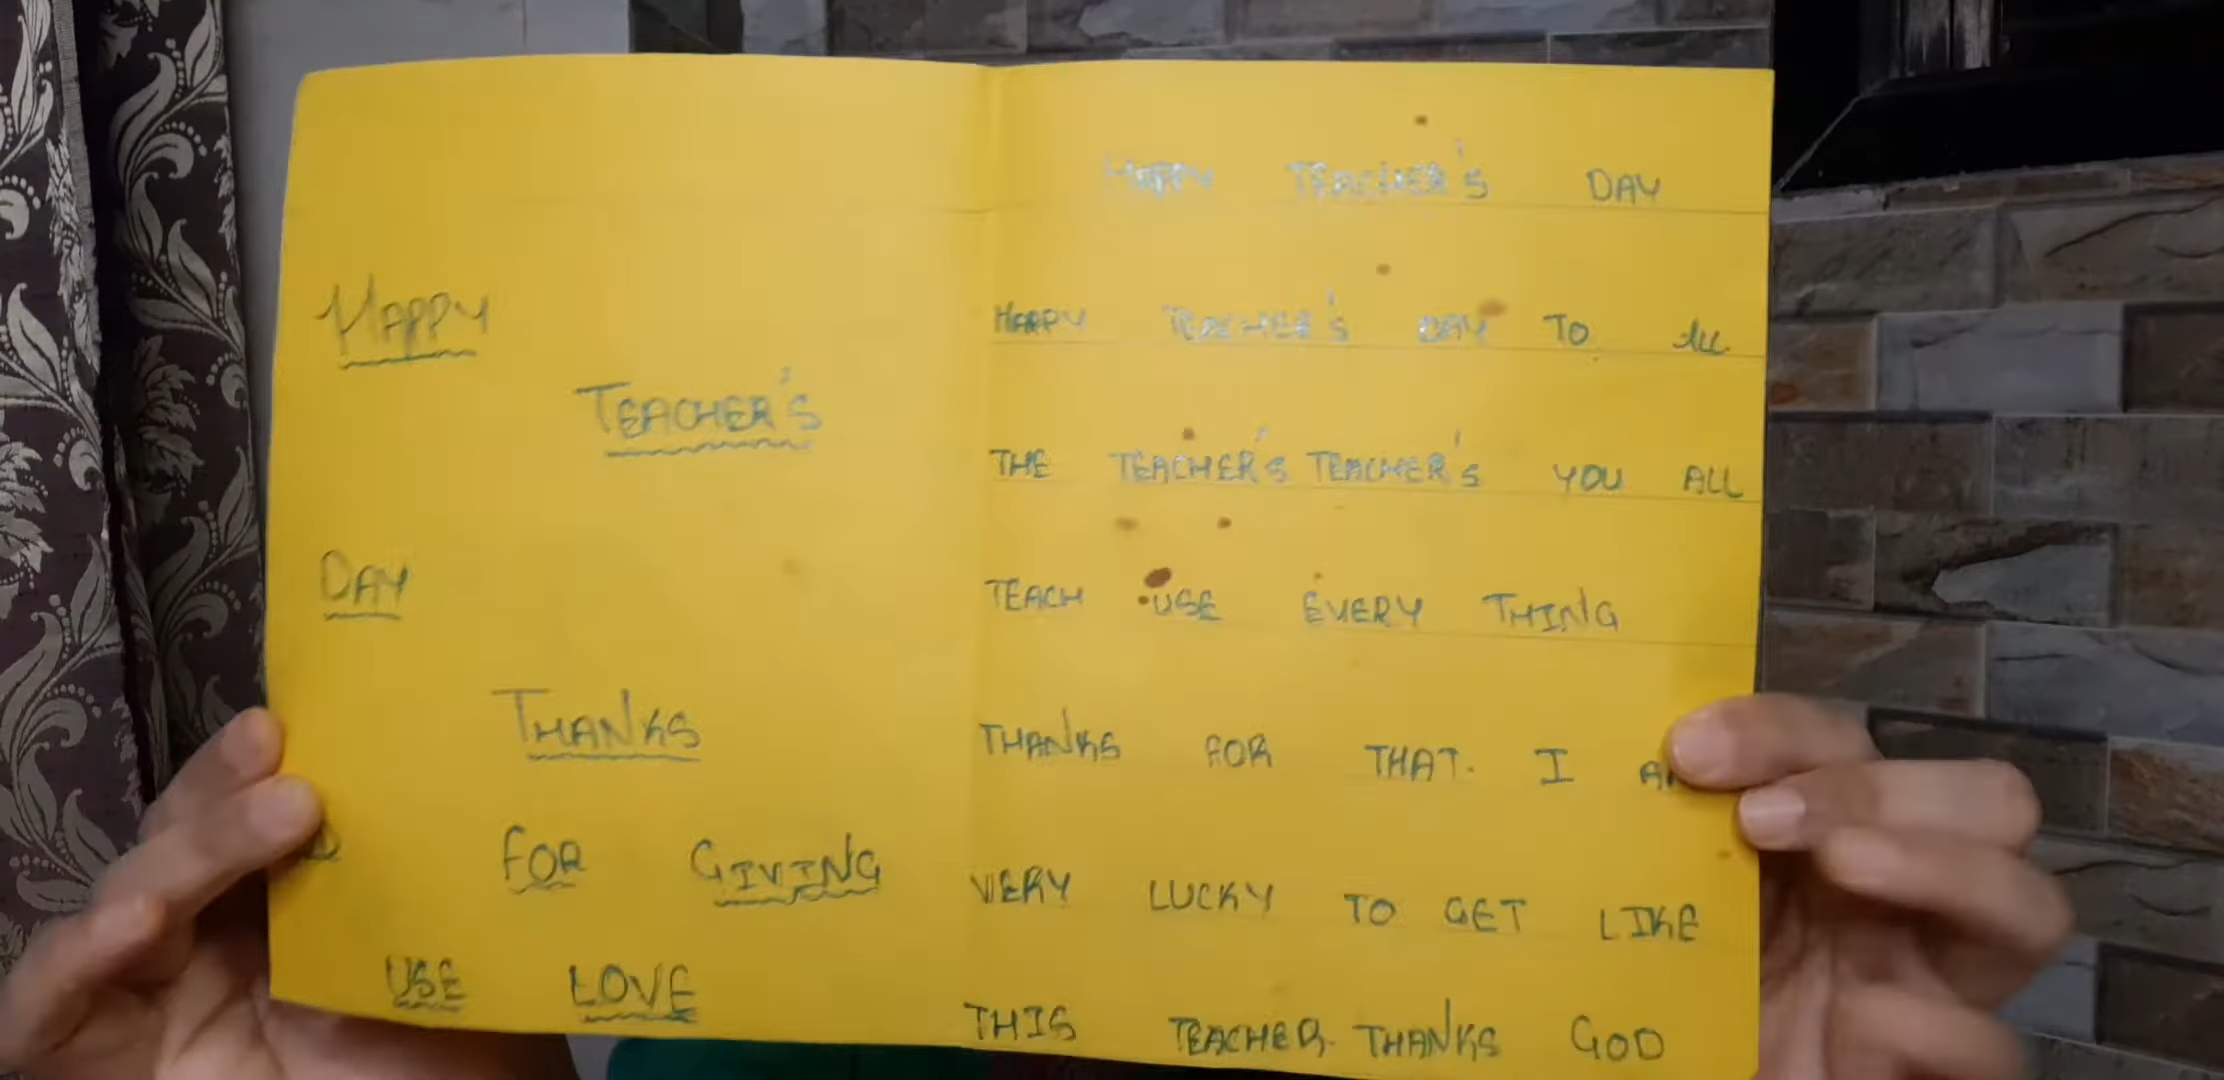 HAPPY
TEACHER'S
DAY
THANKS
FOR GIVING
USE LOVE
HAPPY TEACHER'S DAY
HAPPY TEACHER'S DAY TO ALL
THE TEACHER'S TEACHER'S YOU ALL
TEACH USE EVERY THING
THANKS FOR THAT. I
VERY LUCKY TO GET LIKE
THIS TEACHER. THANKS GOD